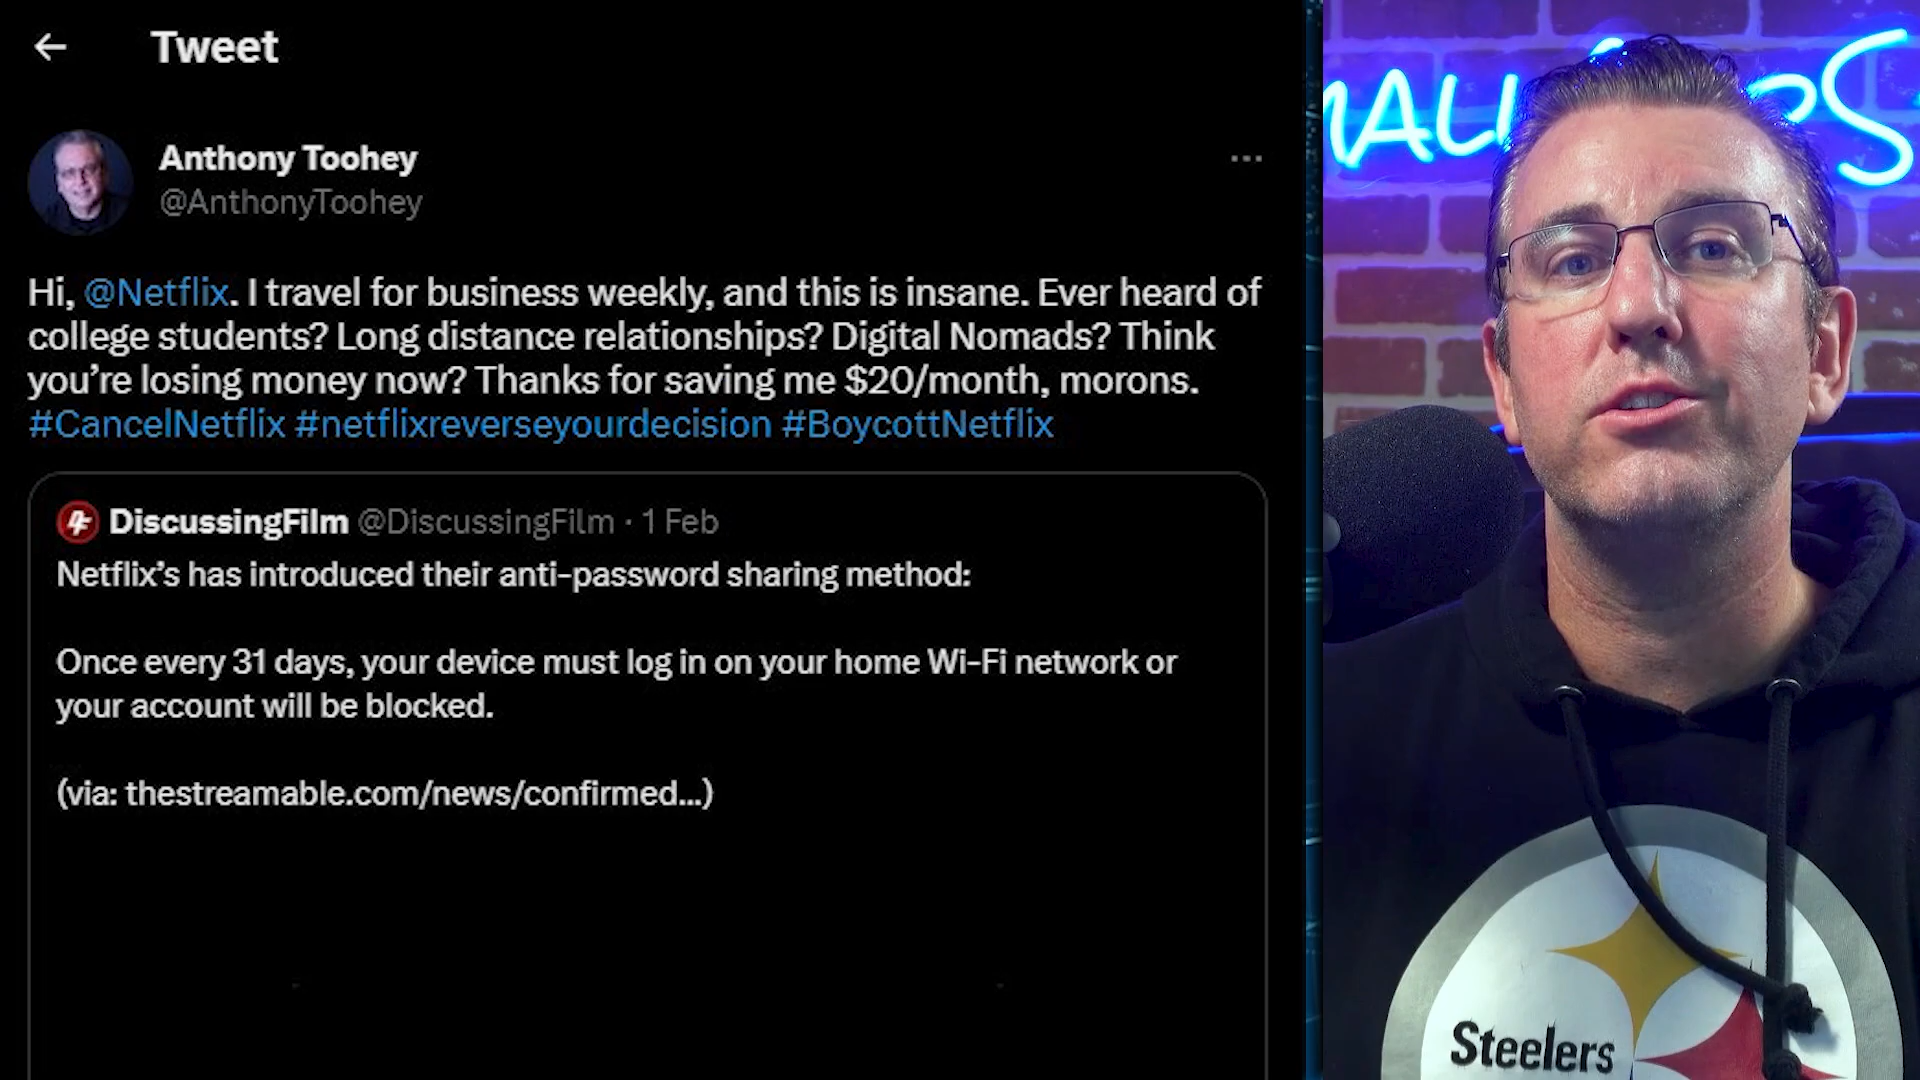 Tweet
Anthony Toohey
@AnthonyToohey
Hi, @Netflix. I travel for business weekly, and this is insane. Ever heard of
college students? Long distance relationships? Digital Nomads? Think
you’re losing money now? Thanks for saving me $20/month, morons.
#CancelNetflix #netflixreverseyourdecision #BoycottNetflix
DiscussingFilm @DiscussingFilm · 1 Feb
Netflix’s has introduced their anti-password sharing method:
Once every 31 days, your device must log in on your home Wi-Fi network or
your account will be blocked.
(via: thestreamable.com/news/confirmed...)
Steelers